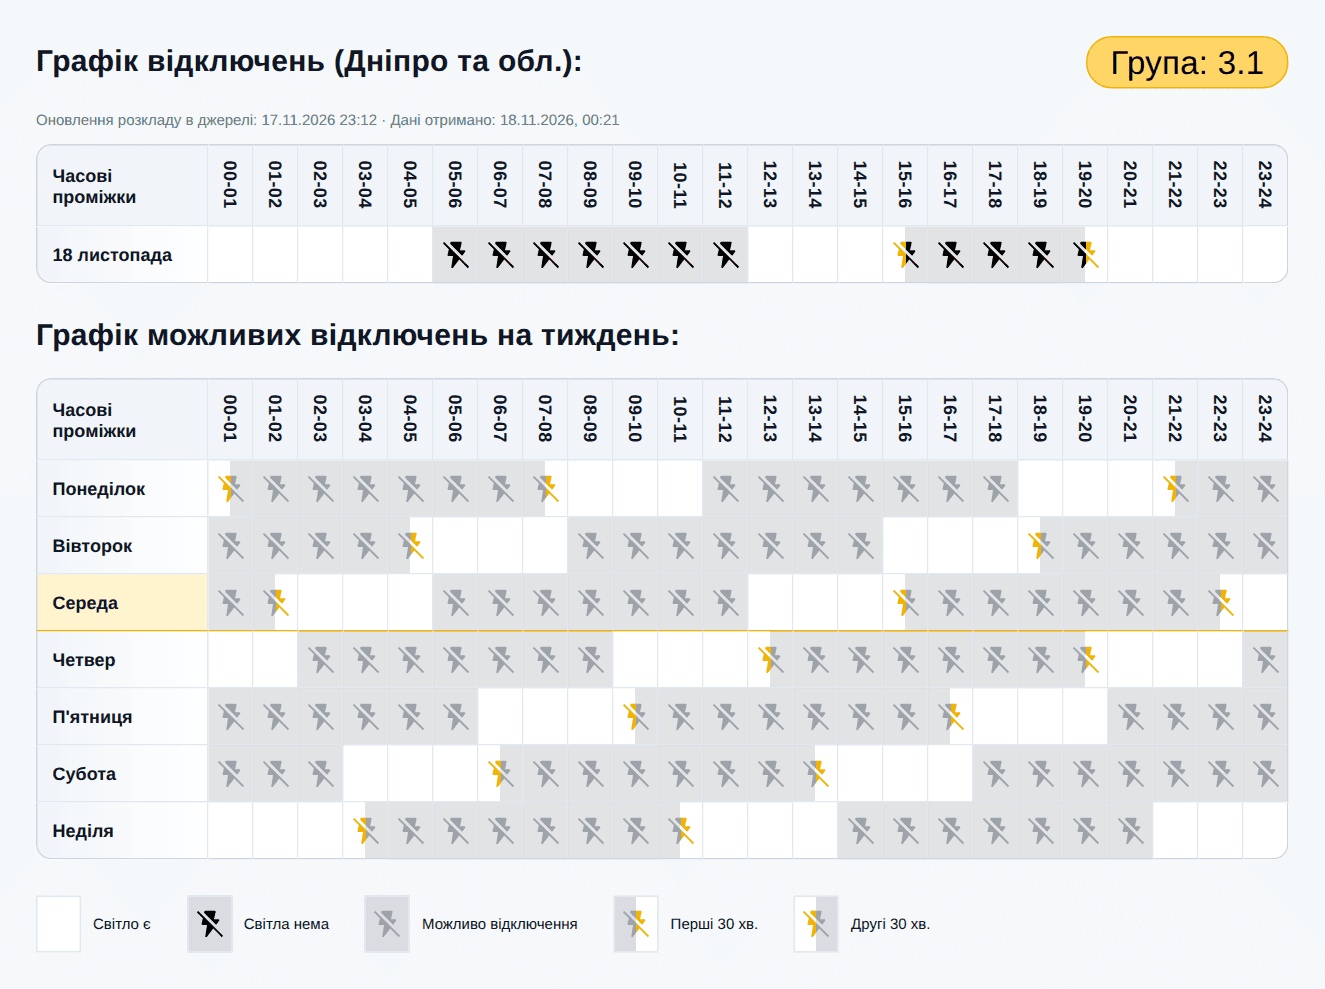 Графік відключень (Дніпро та обл.):
Група: 3.1
Оновлення розкладу в джерелі: 17.11.2026 23:12 · Дані отримано: 18.11.2026, 00:21
Часові
проміжки
00-01 01-02 02-03 03-04 04-05 05-06 06-07 07-08 08-09 09-10 10-11 11-12 12-13 13-14 14-15 15-16 16-17 17-18 18-19 19-20 20-21 21-22 22-23 23-24
18 листопада
Графік можливих відключень на тиждень:
Часові
проміжки
00-01 01-02 02-03 03-04 04-05 05-06 06-07 07-08 08-09 09-10 10-11 11-12 12-13 13-14 14-15 15-16 16-17 17-18 18-19 19-20 20-21 21-22 22-23 23-24
Понеділок
Вівторок
Середа
Четвер
П'ятниця
Субота
Неділя
Світло є
Світла нема
Можливо відключення
Перші 30 хв.
Другі 30 хв.